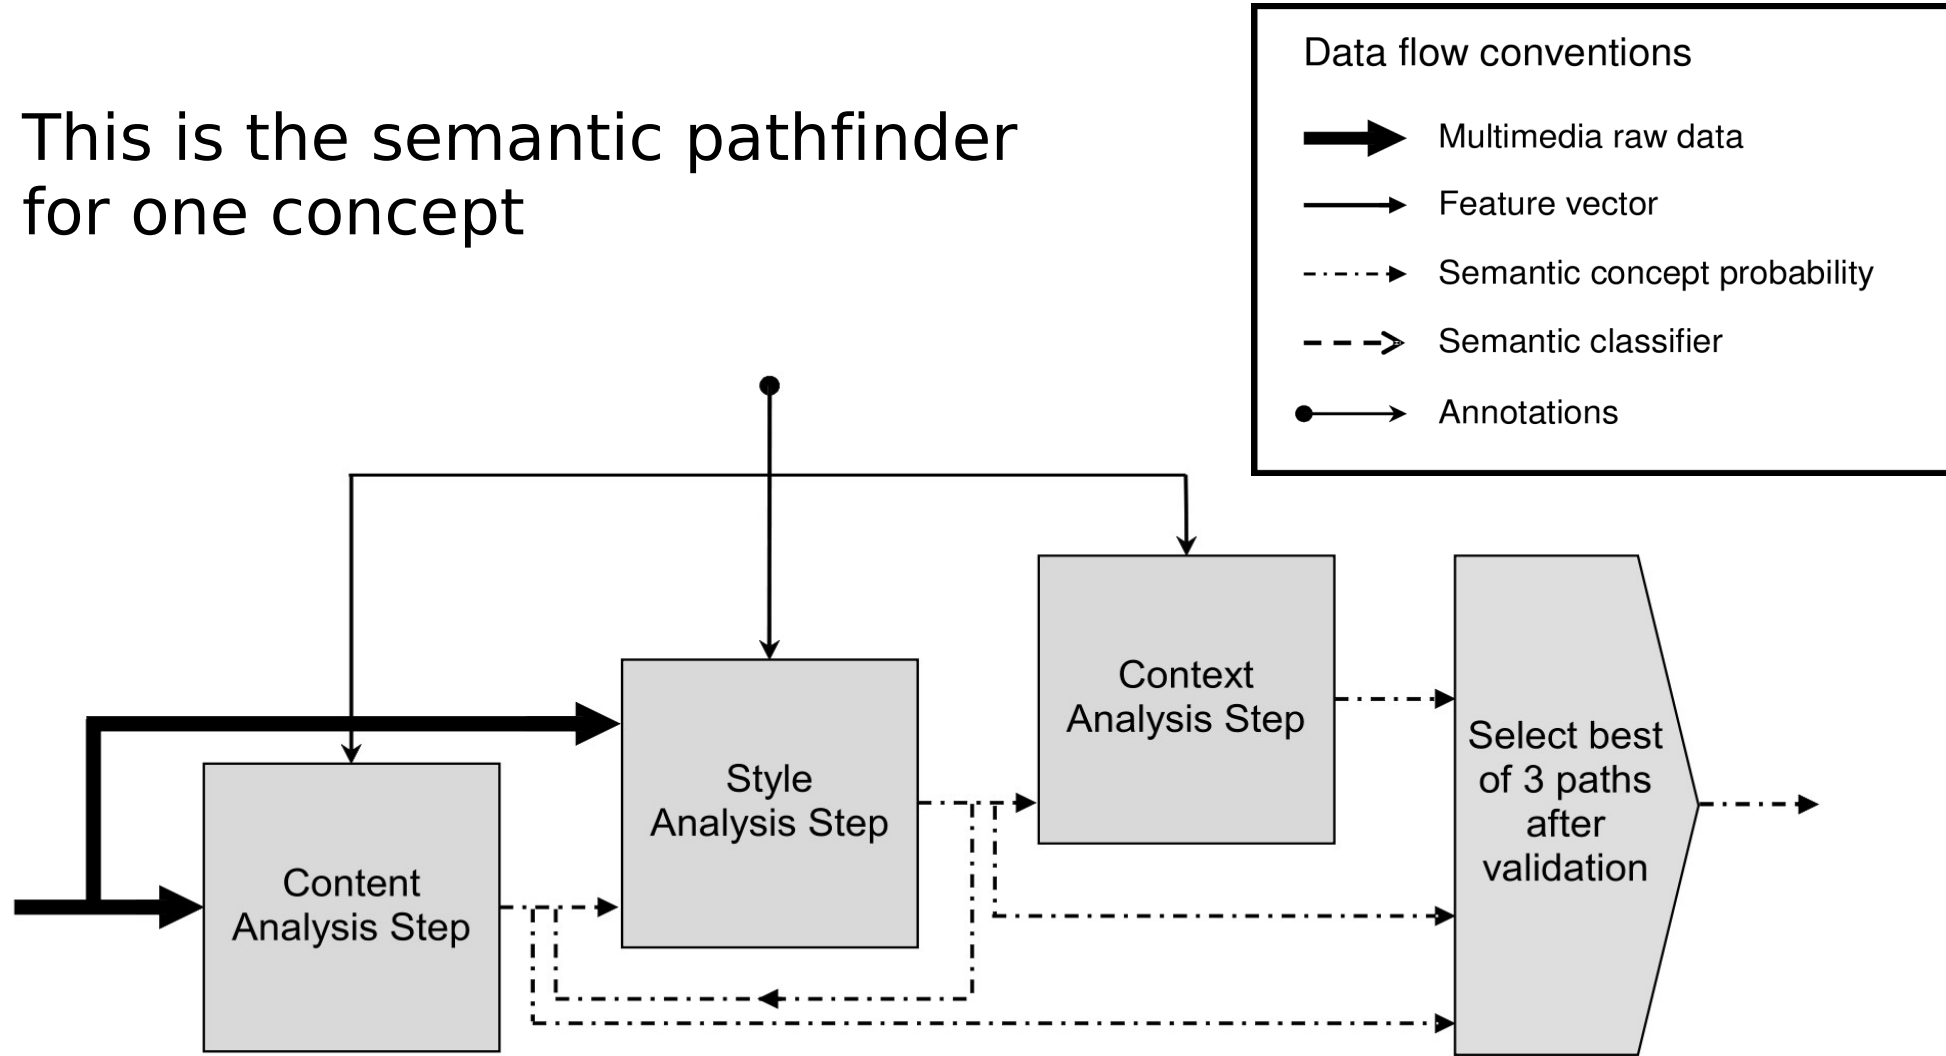 This is the semantic pathfinder
for one concept
Data flow conventions
Multimedia raw data
Feature vector
Semantic concept probability
Semantic classifier
Annotations
Content
Analysis Step
Style
Analysis Step
Context
Analysis Step
Select best
of 3 paths
after
validation